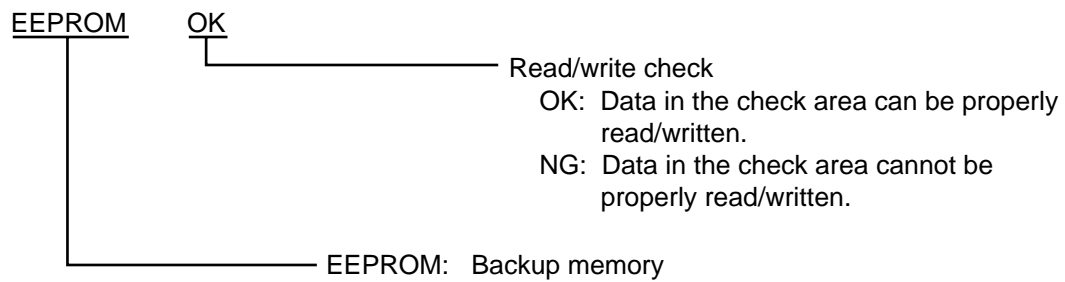 EEPROM OK
Read/write check
OK: Data in the check area can be properly
read/written.
NG: Data in the check area cannot be
properly read/written.
EEPROM: Backup memory